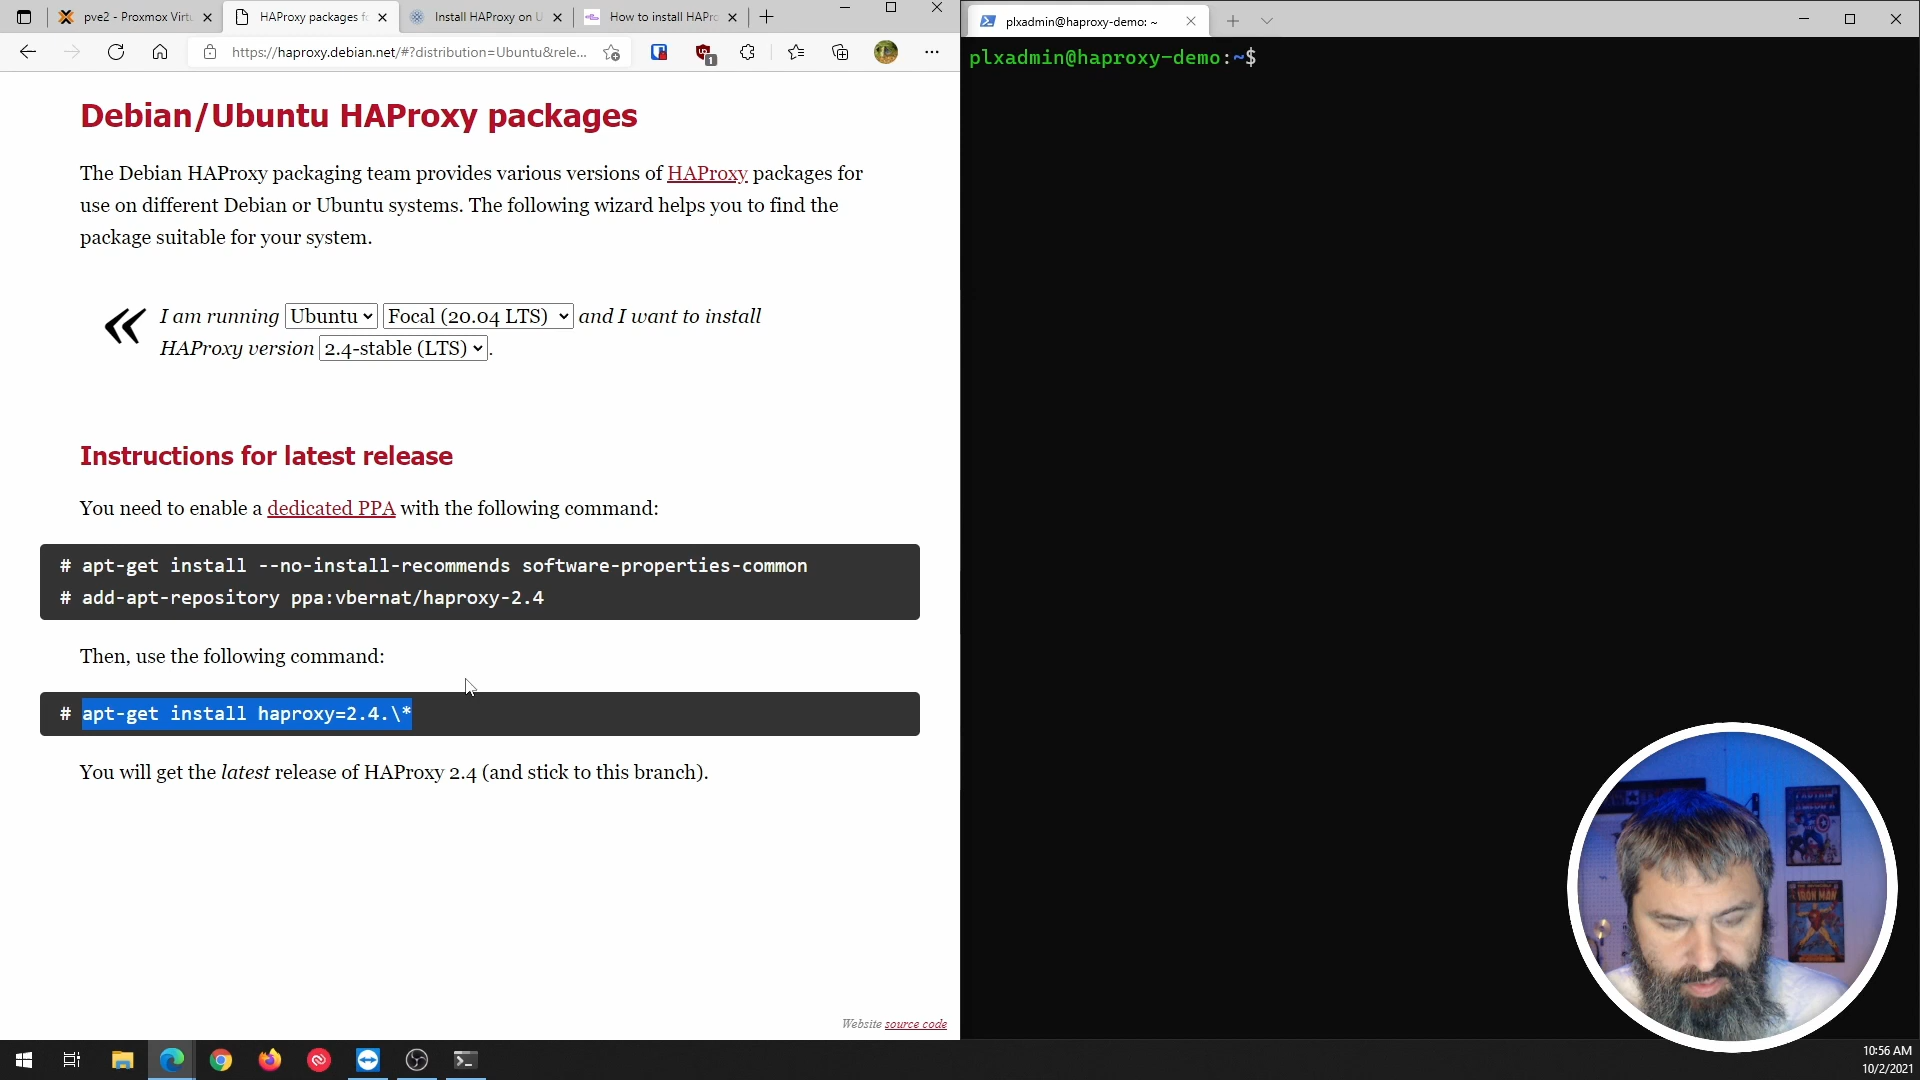 pve2 - Proxmox Virtu
HAProxy packages fo
Install HAProxy on U
How to install HAPro
https://haproxy.debian.net/#?distribution=Ubuntu&rele...
1
Debian/Ubuntu HAProxy packages
The Debian HAProxy packaging team provides various versions of HAProxy packages for
use on different Debian or Ubuntu systems. The following wizard helps you to find the
package suitable for your system.
I am running Ubuntu Focal (20.04 LTS) and I want to install
HAProxy version 2.4-stable (LTS).
Instructions for latest release
You need to enable a dedicated PPA with the following command:
# apt-get install --no-install-recommends software-properties-common
# add-apt-repository ppa:vbernat/haproxy-2.4
Then, use the following command:
# apt-get install haproxy=2.4.\*
You will get the latest release of HAProxy 2.4 (and stick to this branch).
Website source code
plxadmin@haproxy-demo: ~
plxadmin@haproxy-demo:~$
CAPTAIN
IRON MAN
10:56 AM
10/2/2021